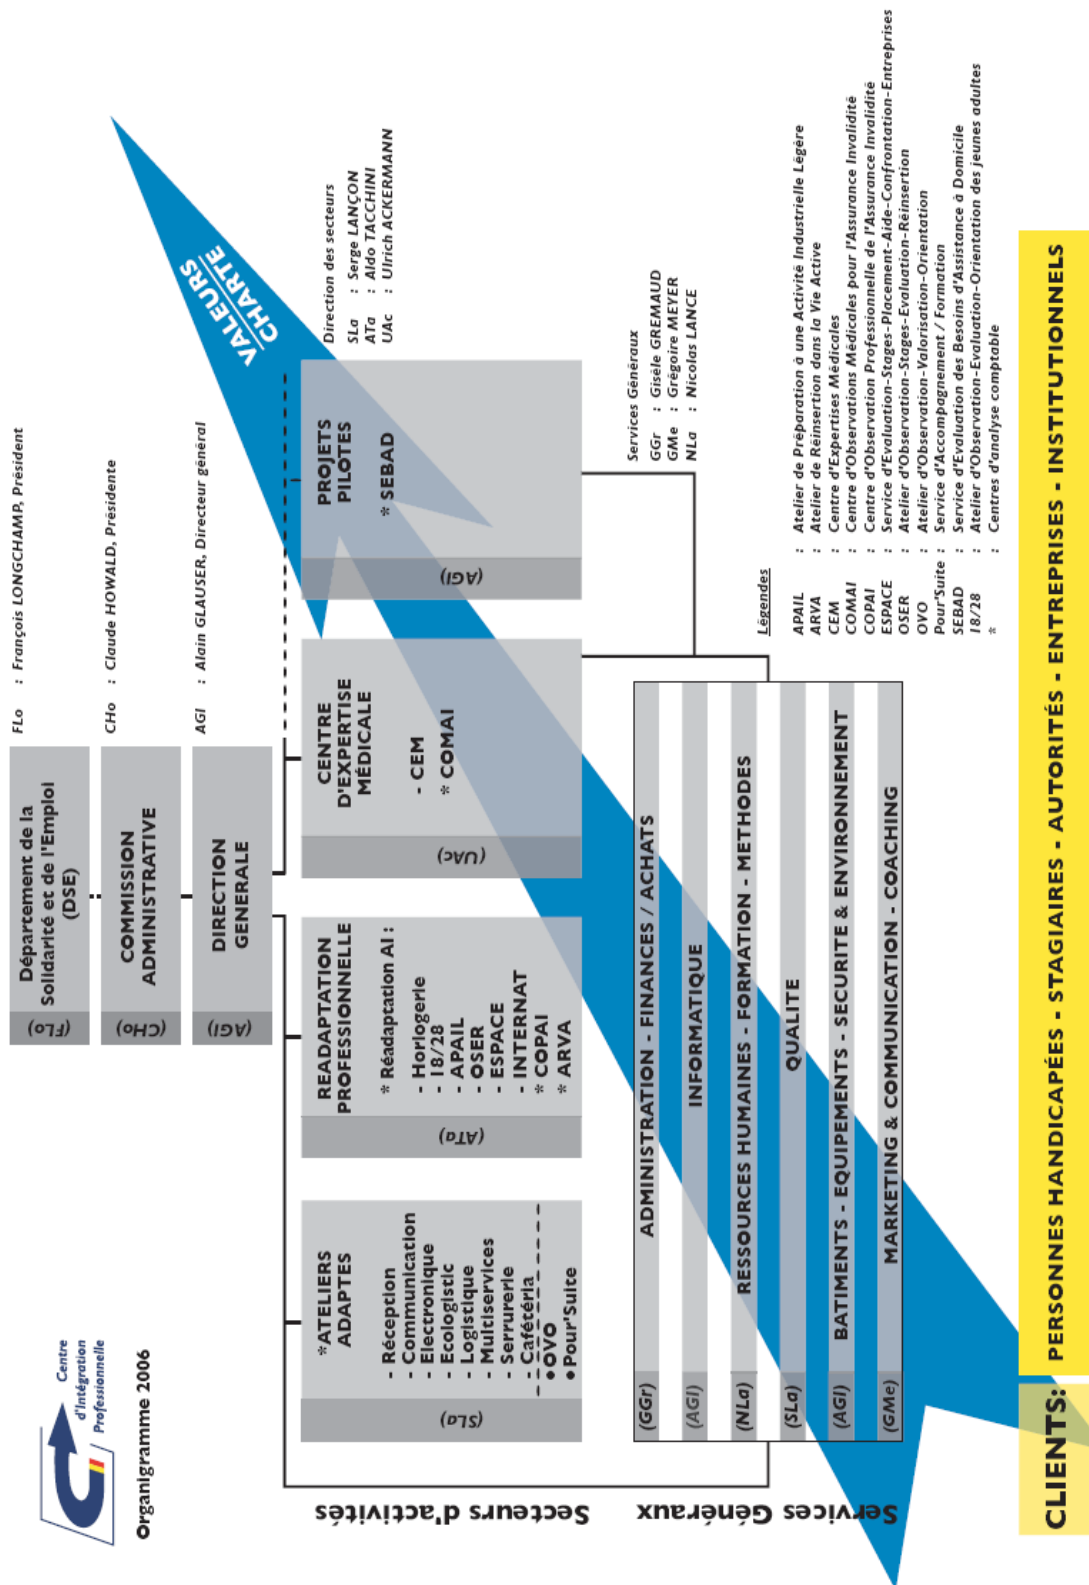 Centre
d'Intégration
Professionnelle
Organigramme 2006
(FLo)
Département de la
Solidarité et de l'Emploi
(DSE)
FLo : François LONGCHAMP, Président
(CHo)
COMMISSION
ADMINISTRATIVE
CHo : Claude HOWALD, Présidente
(AGl)
DIRECTION
GENERALE
AGl : Alain GLAUSER, Directeur général
VALEURS
CHARTE
Secteurs d'activités
(SLa)
*ATELIERS
ADAPTES
- Réception
- Communication
- Electronique
- Ecologistic
- Logistique
- Multiservices
- Serrurerie
- Cafétéria
•OVO
•Pour'Suite
(ATa)
READAPTATION
PROFESSIONNELLE
* Réadaptation AI :
- Horlogerie
- 18/28
- APAIL
- OSER
- ESPACE
- INTERNAT
* COPAI
* ARVA
(UAc)
CENTRE
D'EXPERTISE
MÉDICALE
- CEM
* COMAI
(AGl)
PROJETS
PILOTES
* SEBAD
Direction des secteurs
SLa : Serge LANÇON
ATa : Aldo TACCHINI
UAc : Ulrich ACKERMANN
Services Généraux
(GGr) ADMINISTRATION - FINANCES / ACHATS
(AGl) INFORMATIQUE
(NLa) RESSOURCES HUMAINES - FORMATION - METHODES
(SLa) QUALITE
(AGl) BATIMENTS - EQUIPEMENTS - SECURITE & ENVIRONNEMENT
(GMe) MARKETING & COMMUNICATION - COACHING
Services Généraux
GGr : Gisèle GREMAUD
GMe : Grégoire MEYER
NLa : Nicolas LANCE
Légendes
APAIL : Atelier de Préparation à une Activité Industrielle Légère
ARVA : Atelier de Réinsertion dans la Vie Active
CEM : Centre d'Expertises Médicales
COMAI : Centre d'Observations Médicales pour l'Assurance Invalidité
COPAI : Centre d'Observation Professionnelle de l'Assurance Invalidité
ESPACE : Service d'Evaluation-Stages-Placement-Aide-Confrontation-Entreprises
OSER : Atelier d'Observation-Stages-Evaluation-Réinsertion
OVO : Atelier d'Observation-Valorisation-Orientation
Pour'Suite : Service d'Accompagnement / Formation
SEBAD : Service d'Evaluation des Besoins d'Assistance à Domicile
18/28 : Atelier d'Observation-Evaluation-Orientation des jeunes adultes
* : Centres d'analyse comptable
CLIENTS: PERSONNES HANDICAPÉES - STAGIAIRES - AUTORITÉS - ENTREPRISES - INSTITUTIONNELS